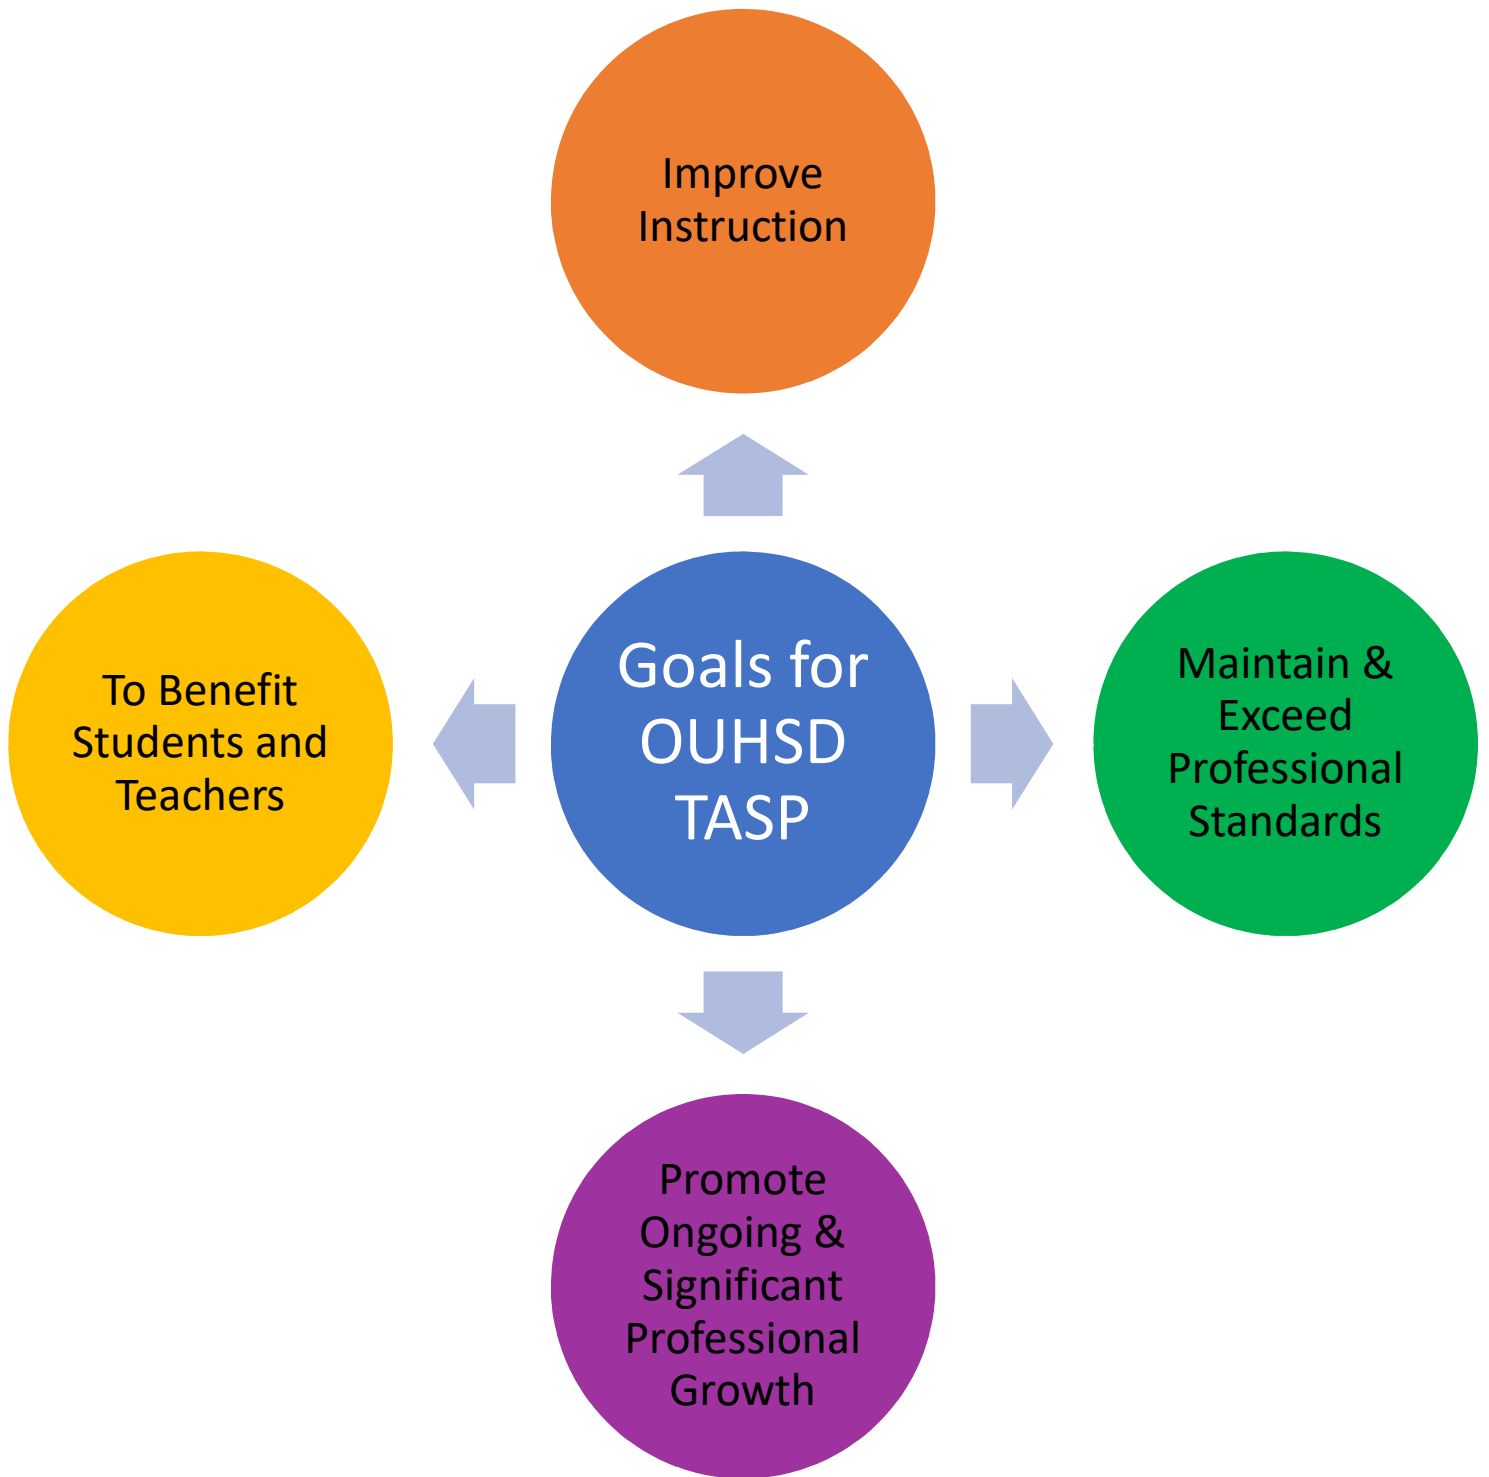 Improve
Instruction
To Benefit
Students and
Teachers
Goals for
OUHSD
TASP
Maintain &
Exceed
Professional
Standards
Promote
Ongoing &
Significant
Professional
Growth